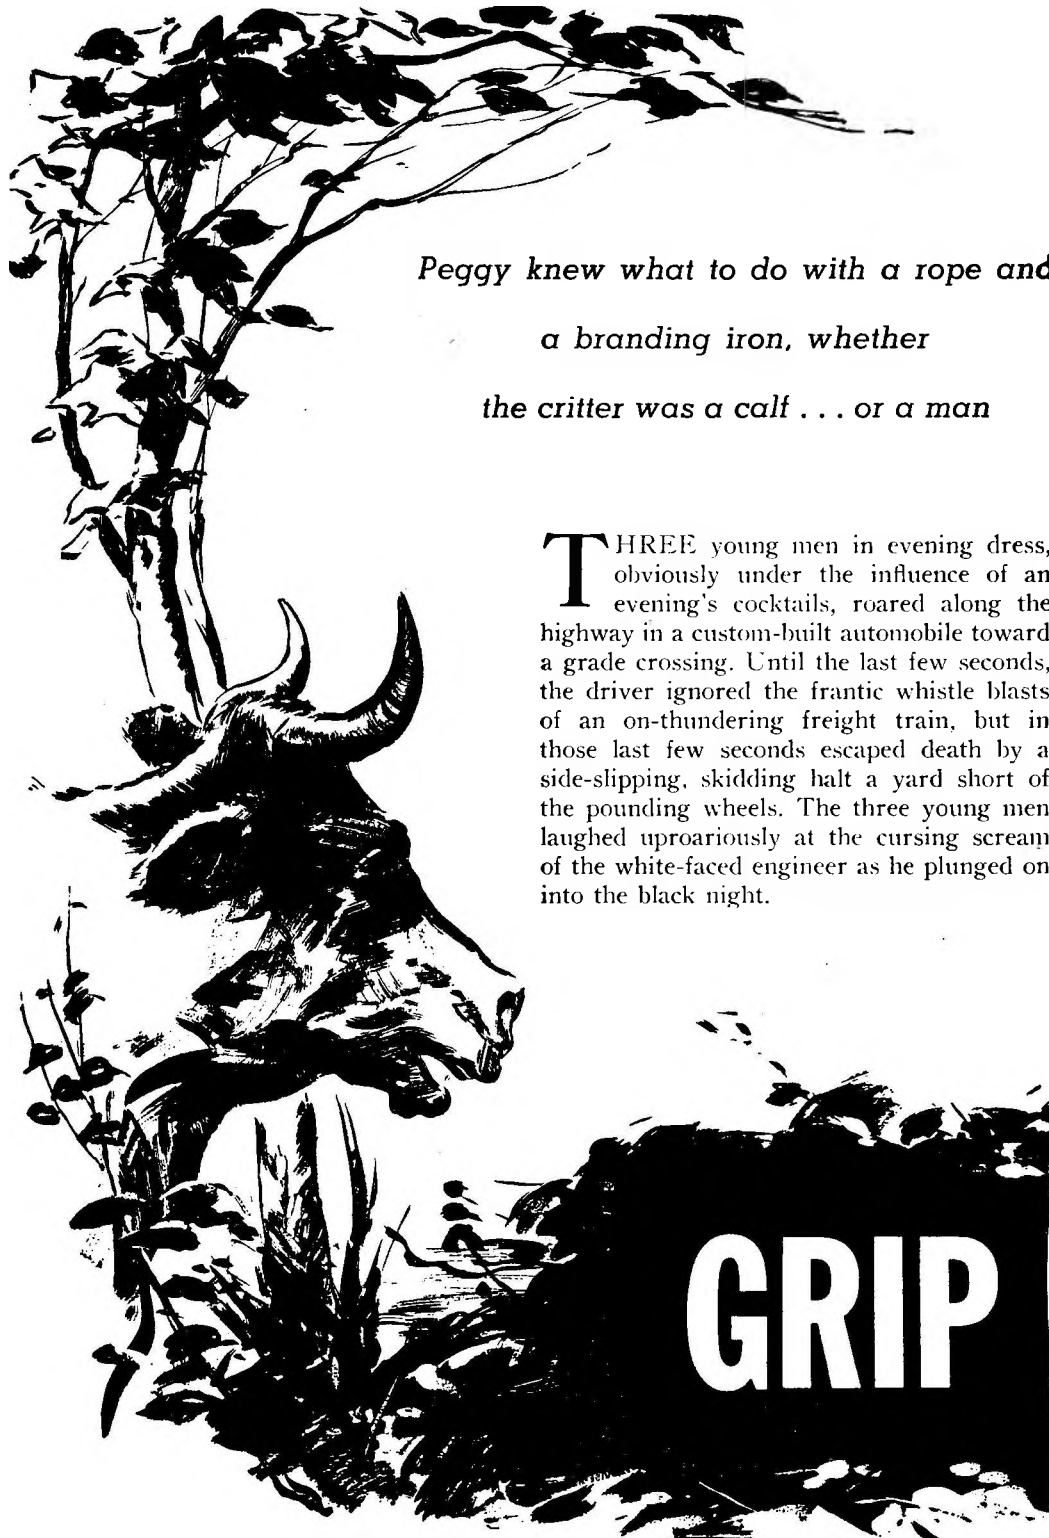 Peggy knew what to do with a rope and
a branding iron, whether
the critter was a calf . . . or a man
THREE young men in evening dress,
obviously under the influence of an
evening's cocktails, roared along the
highway in a custom-built automobile toward
a grade crossing. Until the last few seconds,
the driver ignored the frantic whistle blasts
of an on-thundering freight train, but in
those last few seconds escaped death by a
side-slipping, skidding halt a yard short of
the pounding wheels. The three young men
laughed uproariously at the cursing scream
of the white-faced engineer as he plunged on
into the black night.
GRIP